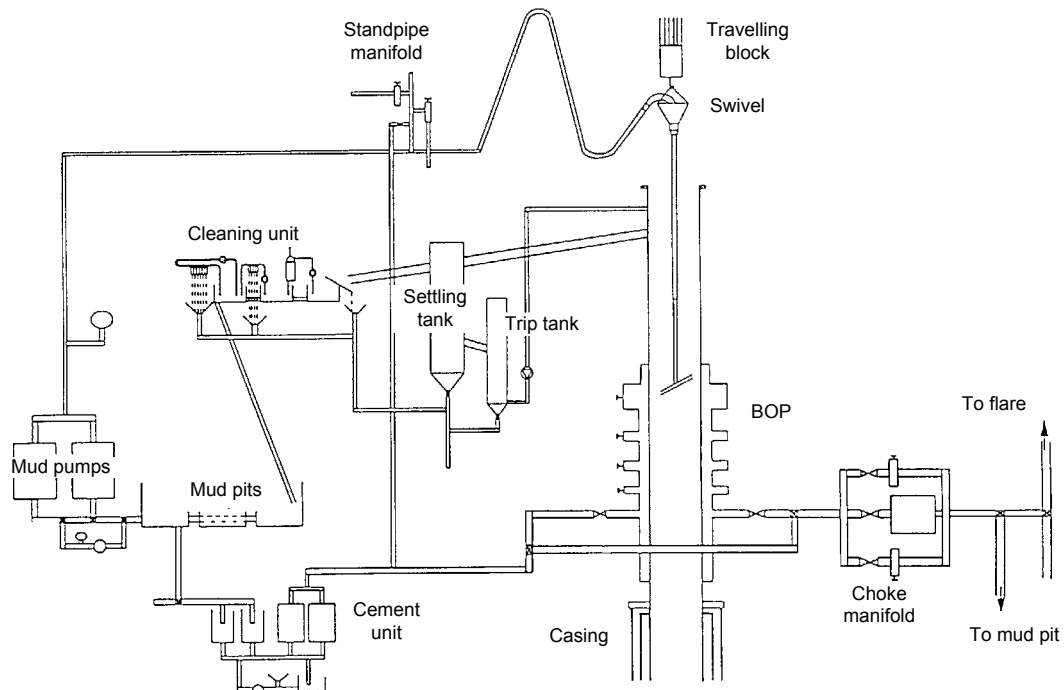 Standpipe
manifold
Travelling
block
Swivel
Cleaning unit
Settling
tank
Trip tank
BOP
To flare
Mud pumps
Mud pits
Cement
unit
Casing
Choke
manifold
To mud pit